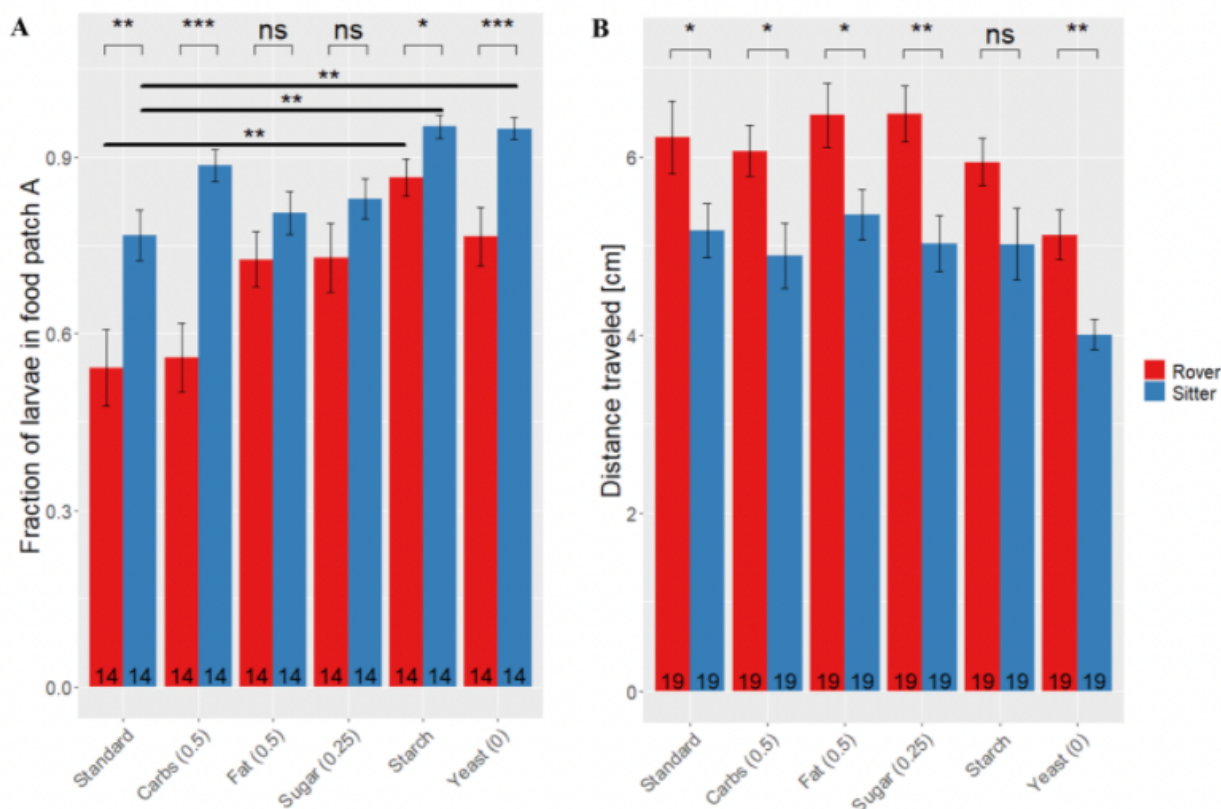 A
** *** ns ns * ***
**
**
**
Fraction of larvae in food patch A
0.9
0.6
0.3
0.0
14 14 14 14 14 14 14 14 14 14 14 14
Standard
Carbs (0.5)
Fat (0.5)
Sugar (0.25)
Starch
Yeast (0)
B
* * * ** ns **
Distance traveled [cm]
6
4
2
0
19 19 19 19 19 19 19 19 19 19 19 19
Standard
Carbs (0.5)
Fat (0.5)
Sugar (0.25)
Starch
Yeast (0)
Rover
Sitter